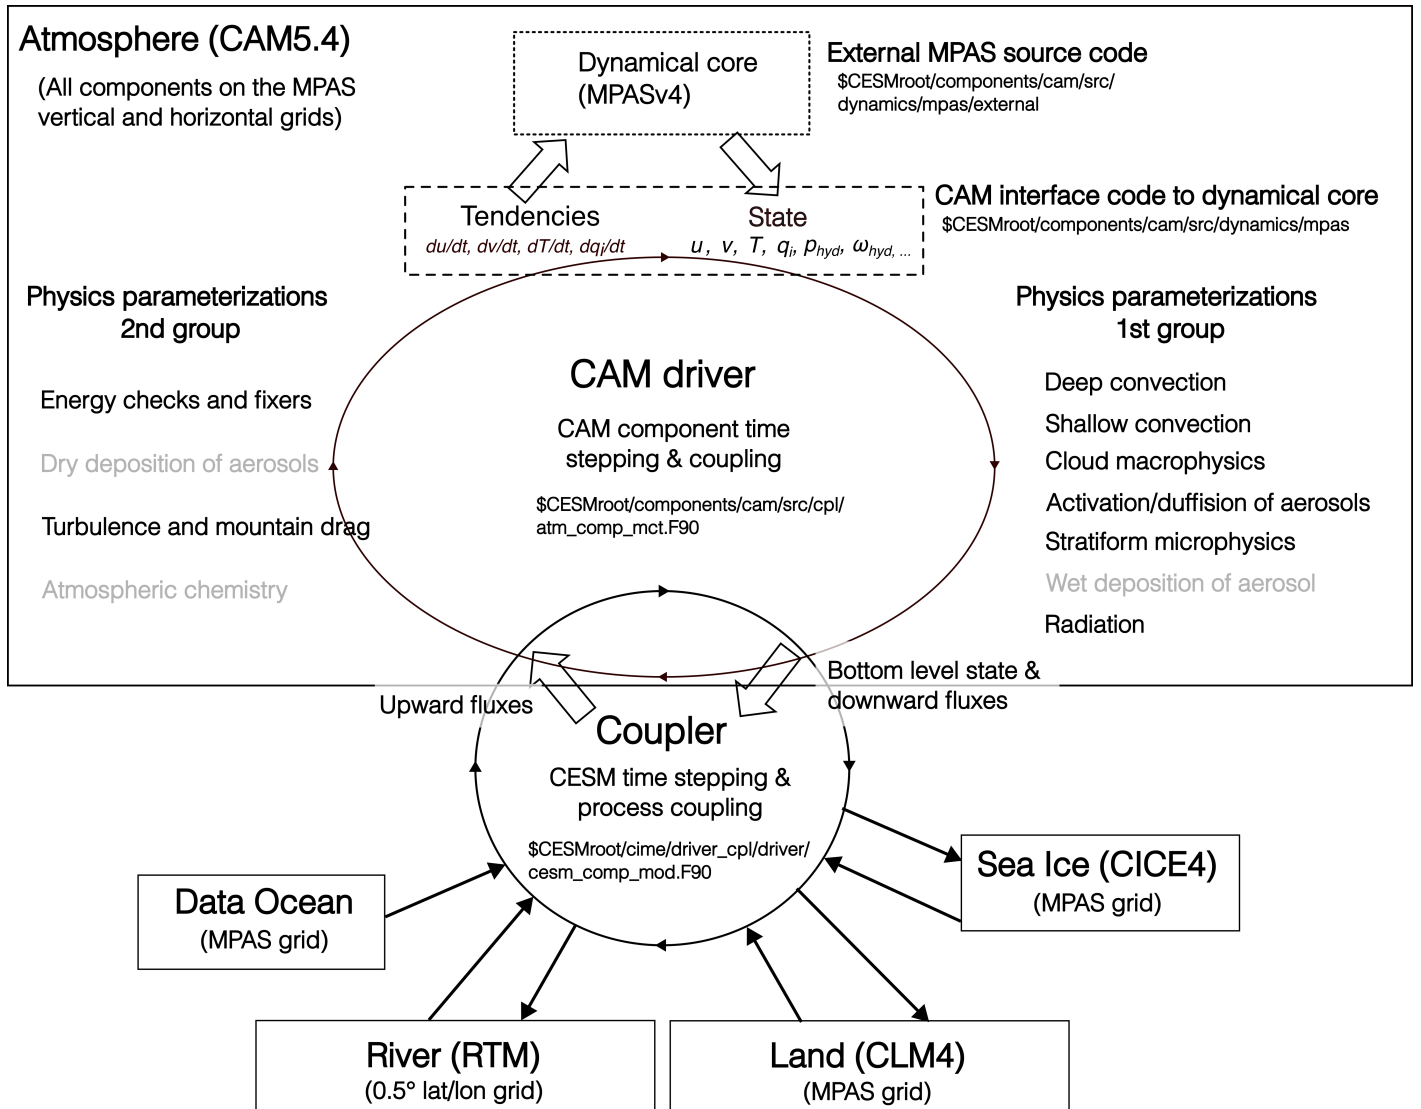 Atmosphere (CAM5.4)
(All components on the MPAS
vertical and horizontal grids)
Dynamical core
(MPASv4)
External MPAS source code
$CESMroot/components/cam/src/
dynamics/mpas/external
Tendencies
du/dt, dv/dt, dT/dt, dqi/dt
State
u, v, T, qi, phyd, ωhyd, ...
CAM interface code to dynamical core
$CESMroot/components/cam/src/dynamics/mpas
Physics parameterizations
2nd group
Energy checks and fixers
Dry deposition of aerosols
Turbulence and mountain drag
Atmospheric chemistry
CAM driver
CAM component time
stepping & coupling
$CESMroot/components/cam/src/cpl/
atm_comp_mct.F90
Physics parameterizations
1st group
Deep convection
Shallow convection
Cloud macrophysics
Activation/duffision of aerosols
Stratiform microphysics
Wet deposition of aerosol
Radiation
Upward fluxes
Bottom level state &
downward fluxes
Coupler
CESM time stepping &
process coupling
$CESMroot/cime/driver_cpl/driver/
cesm_comp_mod.F90
Data Ocean
(MPAS grid)
Sea Ice (CICE4)
(MPAS grid)
River (RTM)
(0.5° lat/lon grid)
Land (CLM4)
(MPAS grid)